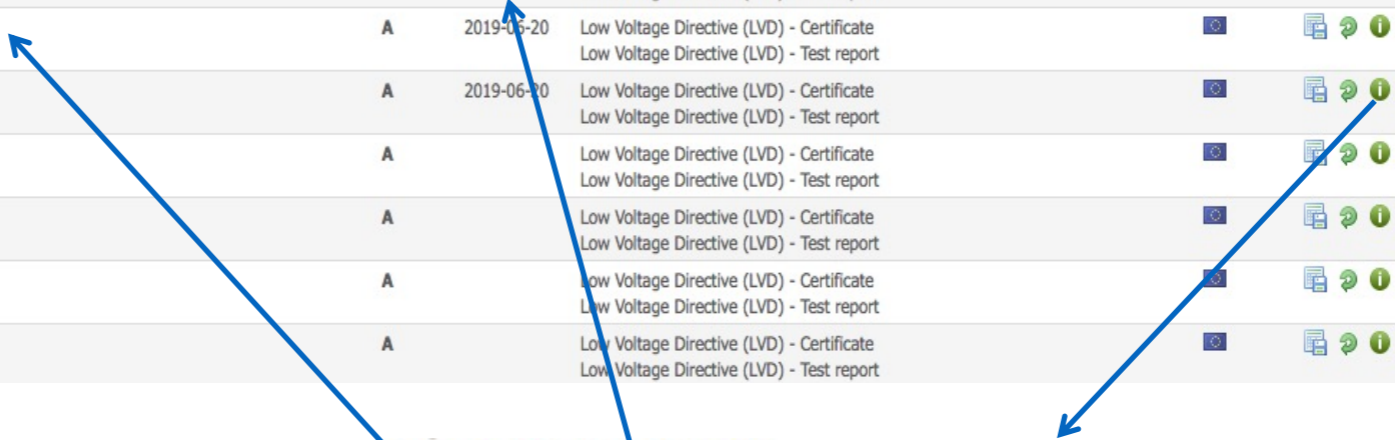 A 2019-06-20 Low Voltage Directive (LVD) - Certificate
Low Voltage Directive (LVD) - Test report
A 2019-06-20 Low Voltage Directive (LVD) - Certificate
Low Voltage Directive (LVD) - Test report
A Low Voltage Directive (LVD) - Certificate
Low Voltage Directive (LVD) - Test report
A Low Voltage Directive (LVD) - Certificate
Low Voltage Directive (LVD) - Test report
A Low Voltage Directive (LVD) - Certificate
Low Voltage Directive (LVD) - Test report
A Low Voltage Directive (LVD) - Certificate
Low Voltage Directive (LVD) - Test report